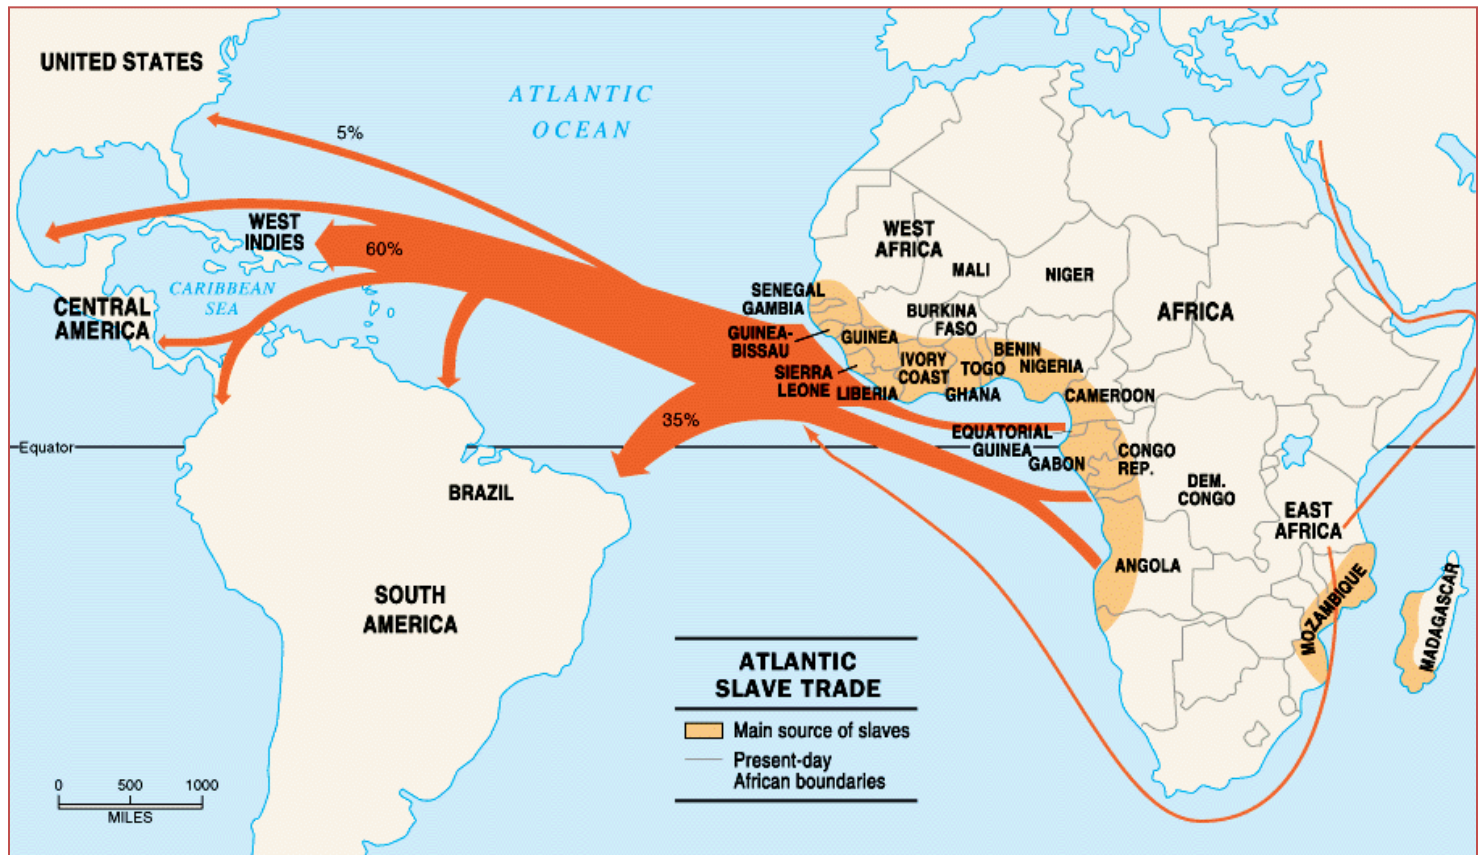 UNITED STATES
ATLANTIC
OCEAN
5%
WEST
INDIES
60%
CARIBBEAN
SEA
CENTRAL
AMERICA
WEST
AFRICA
MALI
NIGER
AFRICA
SENEGAL
GAMBIA
BURKINA
FASO
GUINEA-
BISSAU
GUINEA
IVORY
COAST
BENIN
TOGO
NIGERIA
SIERRA
LEONE
LIBERIA
GHANA
CAMEROON
35%
EQUATORIAL
GUINEA
GABON
CONGO
REP.
Equator
BRAZIL
DEM.
CONGO
EAST
AFRICA
ANGOLA
MOZAMBIQUE
MADAGASCAR
SOUTH
AMERICA
ATLANTIC
SLAVE TRADE
Main source of slaves
Present-day
African boundaries
0 500 1000
MILES